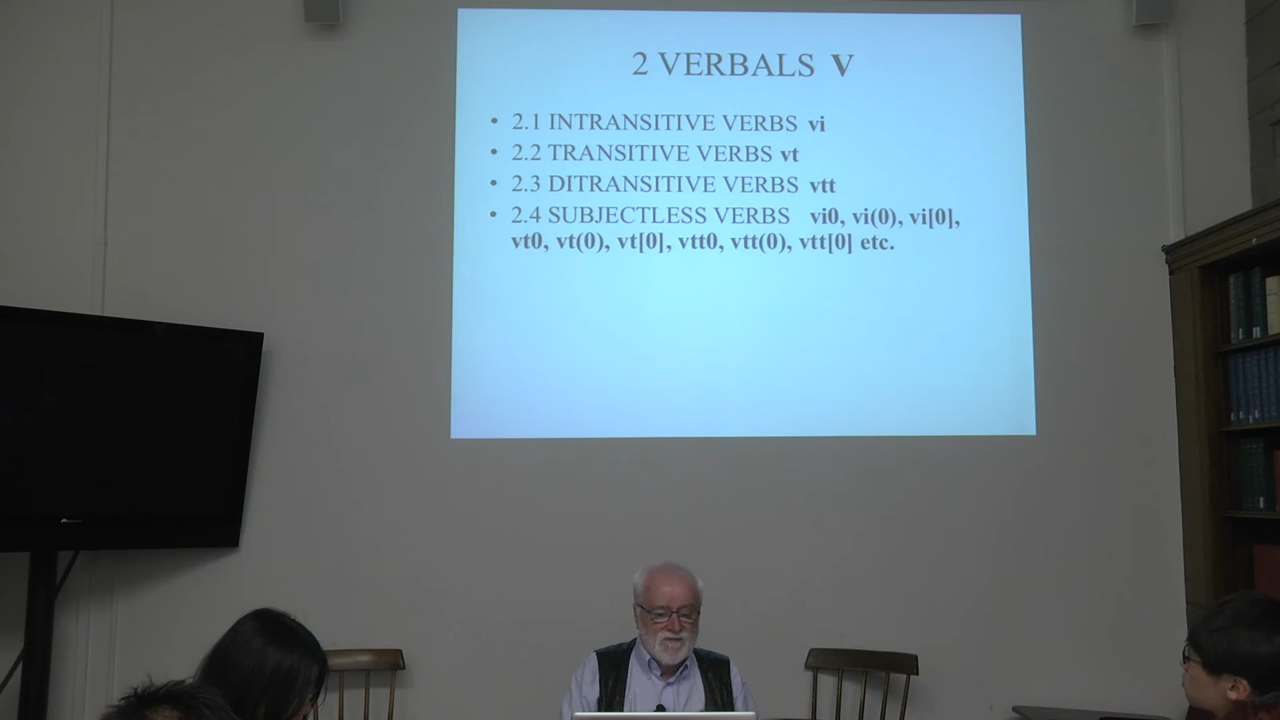 2 VERBALS V
• 2.1 INTRANSITIVE VERBS vi
• 2.2 TRANSITIVE VERBS vt
• 2.3 DITRANSITIVE VERBS vtt
• 2.4 SUBJECTLESS VERBS vi0, vi(0), vi[0],
vt0, vt(0), vt[0], vtt0, vtt(0), vtt[0] etc.